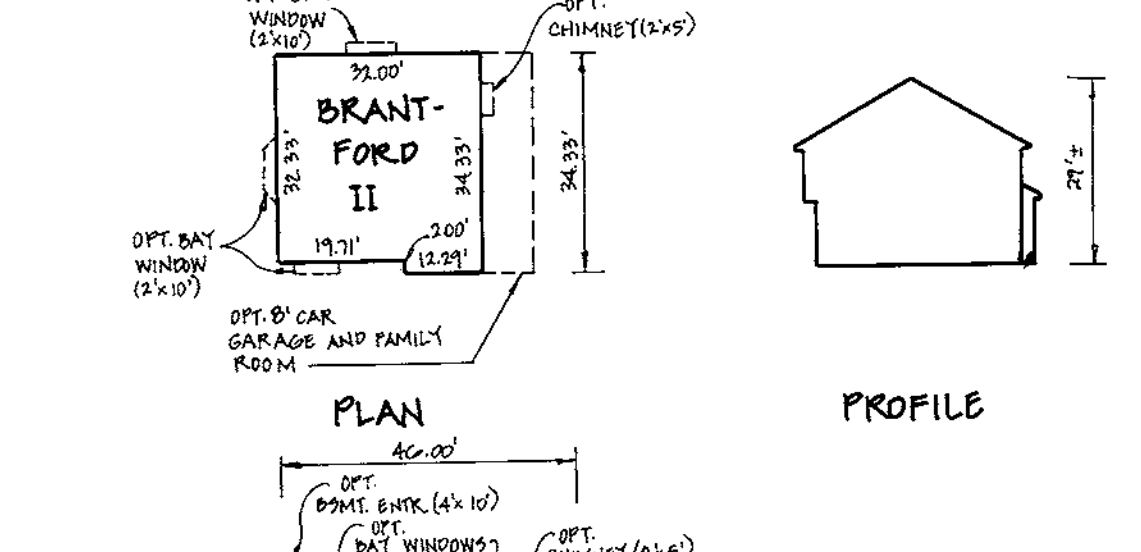 WINDOW
(2'x10')
OPT.
CHIMNEY (2'x5')
32.00'
BRANT-
FORD
II
32.33'
34.33'
34.33'
29'±
OPT. BAY
WINDOW
(2'x10')
19.71'
2.00'
12.29'
OPT. 8' CAR
GARAGE AND FAMILY
ROOM
PLAN
PROFILE
46.00'
OPT.
BSMT. ENTR. (4'x10')
OPT.
BAY WINDOWS
OPT.